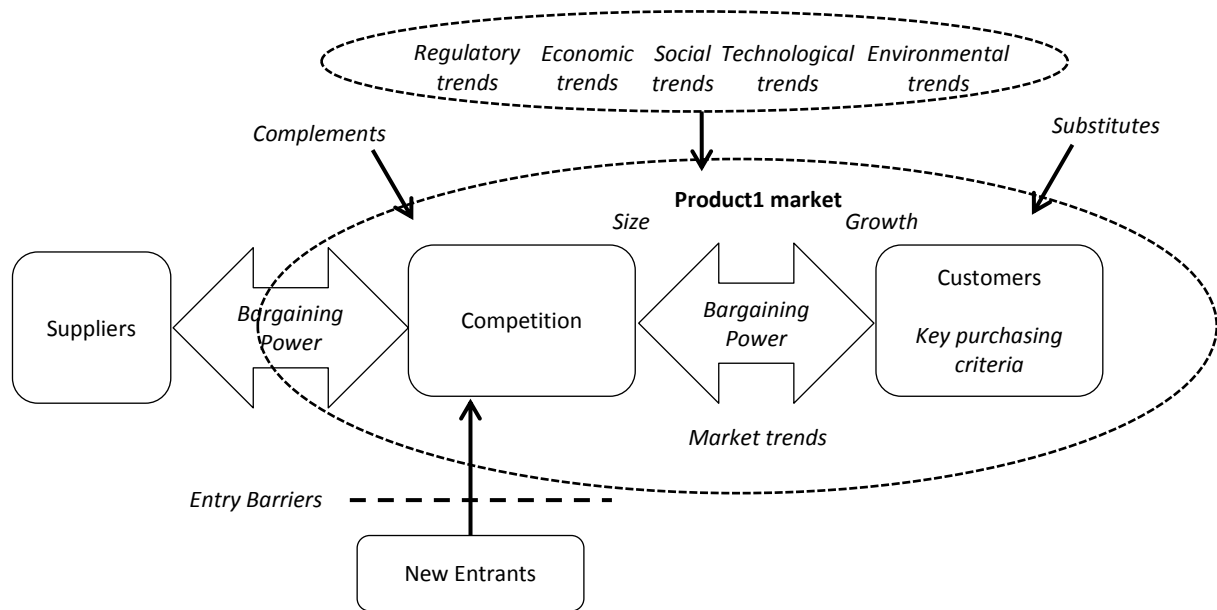 Regulatory trends
Economic trends
Social trends
Technological trends
Environmental trends
Complements
Substitutes
Product1 market
Size
Growth
Suppliers
Bargaining
Power
Competition
Bargaining
Power
Customers
Key purchasing
criteria
Market trends
Entry Barriers
New Entrants